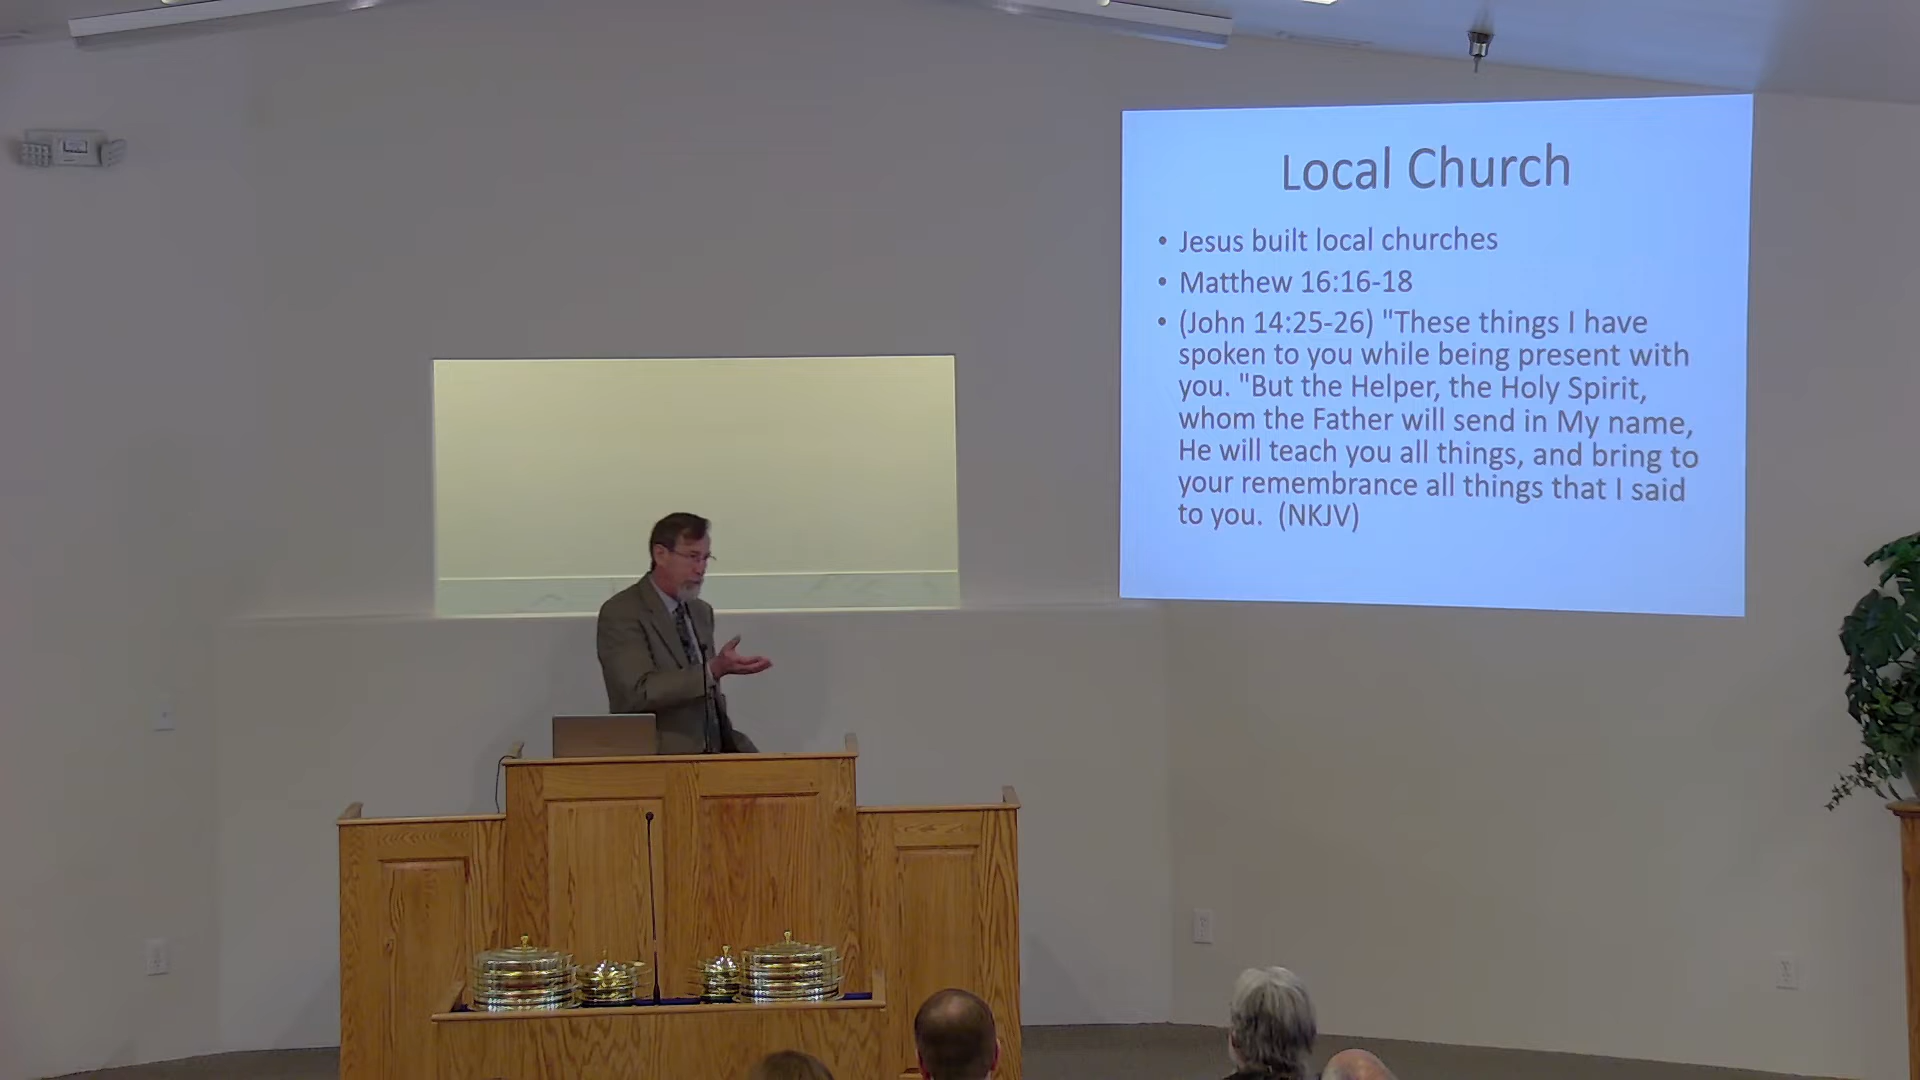 Local Church
• Jesus built local churches
• Matthew 16:16-18
• (John 14:25-26) "These things I have
spoken to you while being present with
you. "But the Helper, the Holy Spirit,
whom the Father will send in My name,
He will teach you all things, and bring to
your remembrance all things that I said
to you.  (NKJV)